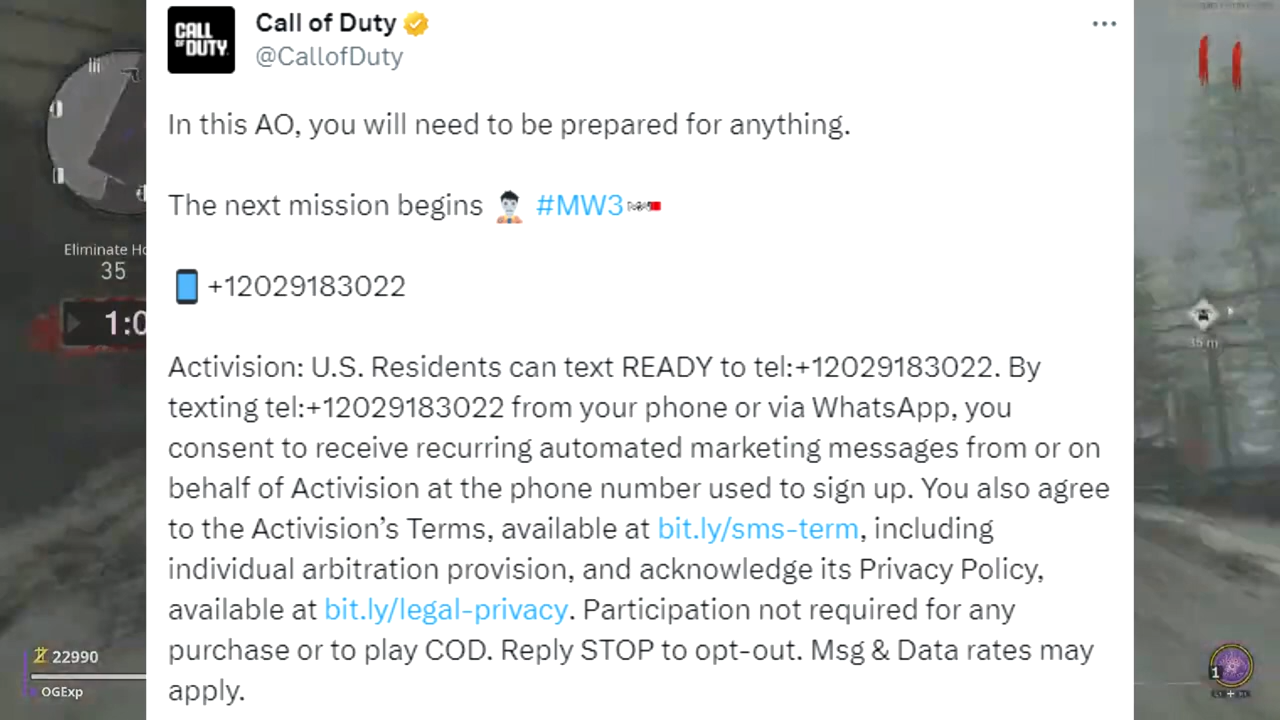 CALL
OF DUTY
Call of Duty
@CallofDuty
In this AO, you will need to be prepared for anything.
The next mission begins #MW3
+12029183022
Activision: U.S. Residents can text READY to tel:+12029183022. By
texting tel:+12029183022 from your phone or via WhatsApp, you
consent to receive recurring automated marketing messages from or on
behalf of Activision at the phone number used to sign up. You also agree
to the Activision’s Terms, available at bit.ly/sms-term, including
individual arbitration provision, and acknowledge its Privacy Policy,
available at bit.ly/legal-privacy. Participation not required for any
purchase or to play COD. Reply STOP to opt-out. Msg & Data rates may
apply.
Eliminate Ho
35
1:0
22990
OGExp
35 m
1